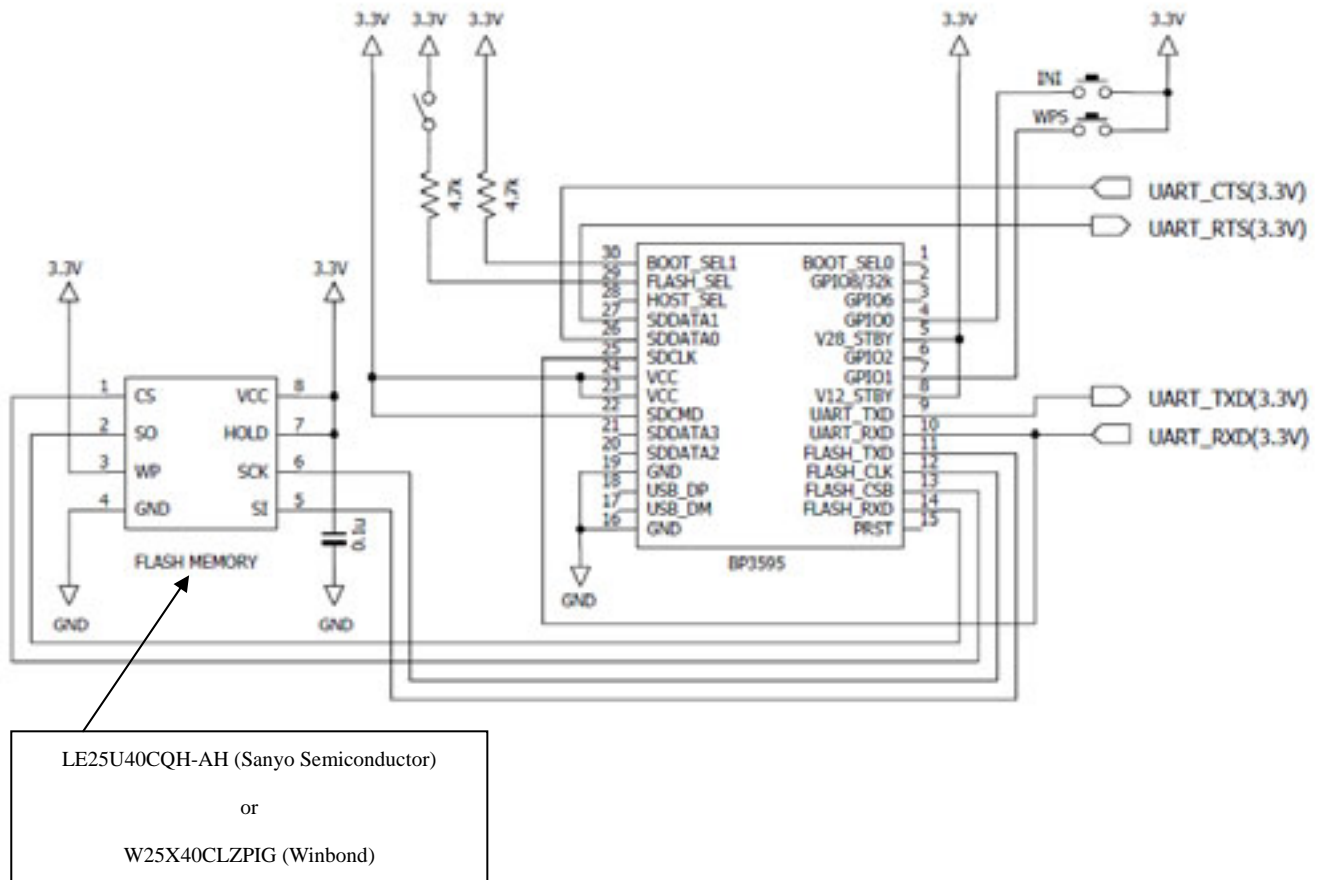 3.3V 3.3V 3.3V 3.3V 3.3V
INI
WPS
4.7k 4.7k
UART_CTS(3.3V)
UART_RTS(3.3V)
UART_TXD(3.3V)
UART_RXD(3.3V)
30 BOOT_SEL1
29 FLASH_SEL
28 HOST_SEL
27 SDDATA1
26 SDDATA0
25 SDCLK
24 VCC
23 VCC
22 SDCMD
21 SDDATA3
20 SDDATA2
19 GND
18 USB_DP
17 USB_DM
16 GND
BOOT_SEL0 1
GPIO8/32k 2
GPIO6 3
GPIO0 4
V28_STBY 5
GPIO2 6
GPIO1 7
V12_STBY 8
UART_TXD 9
UART_RXD 10
FLASH_TXD 11
FLASH_CLK 12
FLASH_CSB 13
FLASH_RXD 14
PRST 15
BP3595
GND
3.3V 3.3V
1 CS VCC 8
2 SO HOLD 7
3 WP SCK 6
4 GND SI 5
0.1u
FLASH MEMORY
GND GND
LE25U40CQH-AH (Sanyo Semiconductor)
or
W25X40CLZPIG (Winbond)